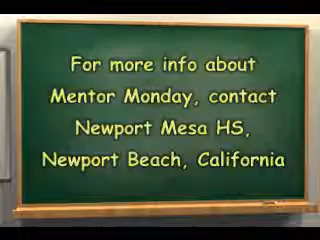 For more info about
Mentor Monday, contact
Newport Mesa HS,
Newport Beach, California